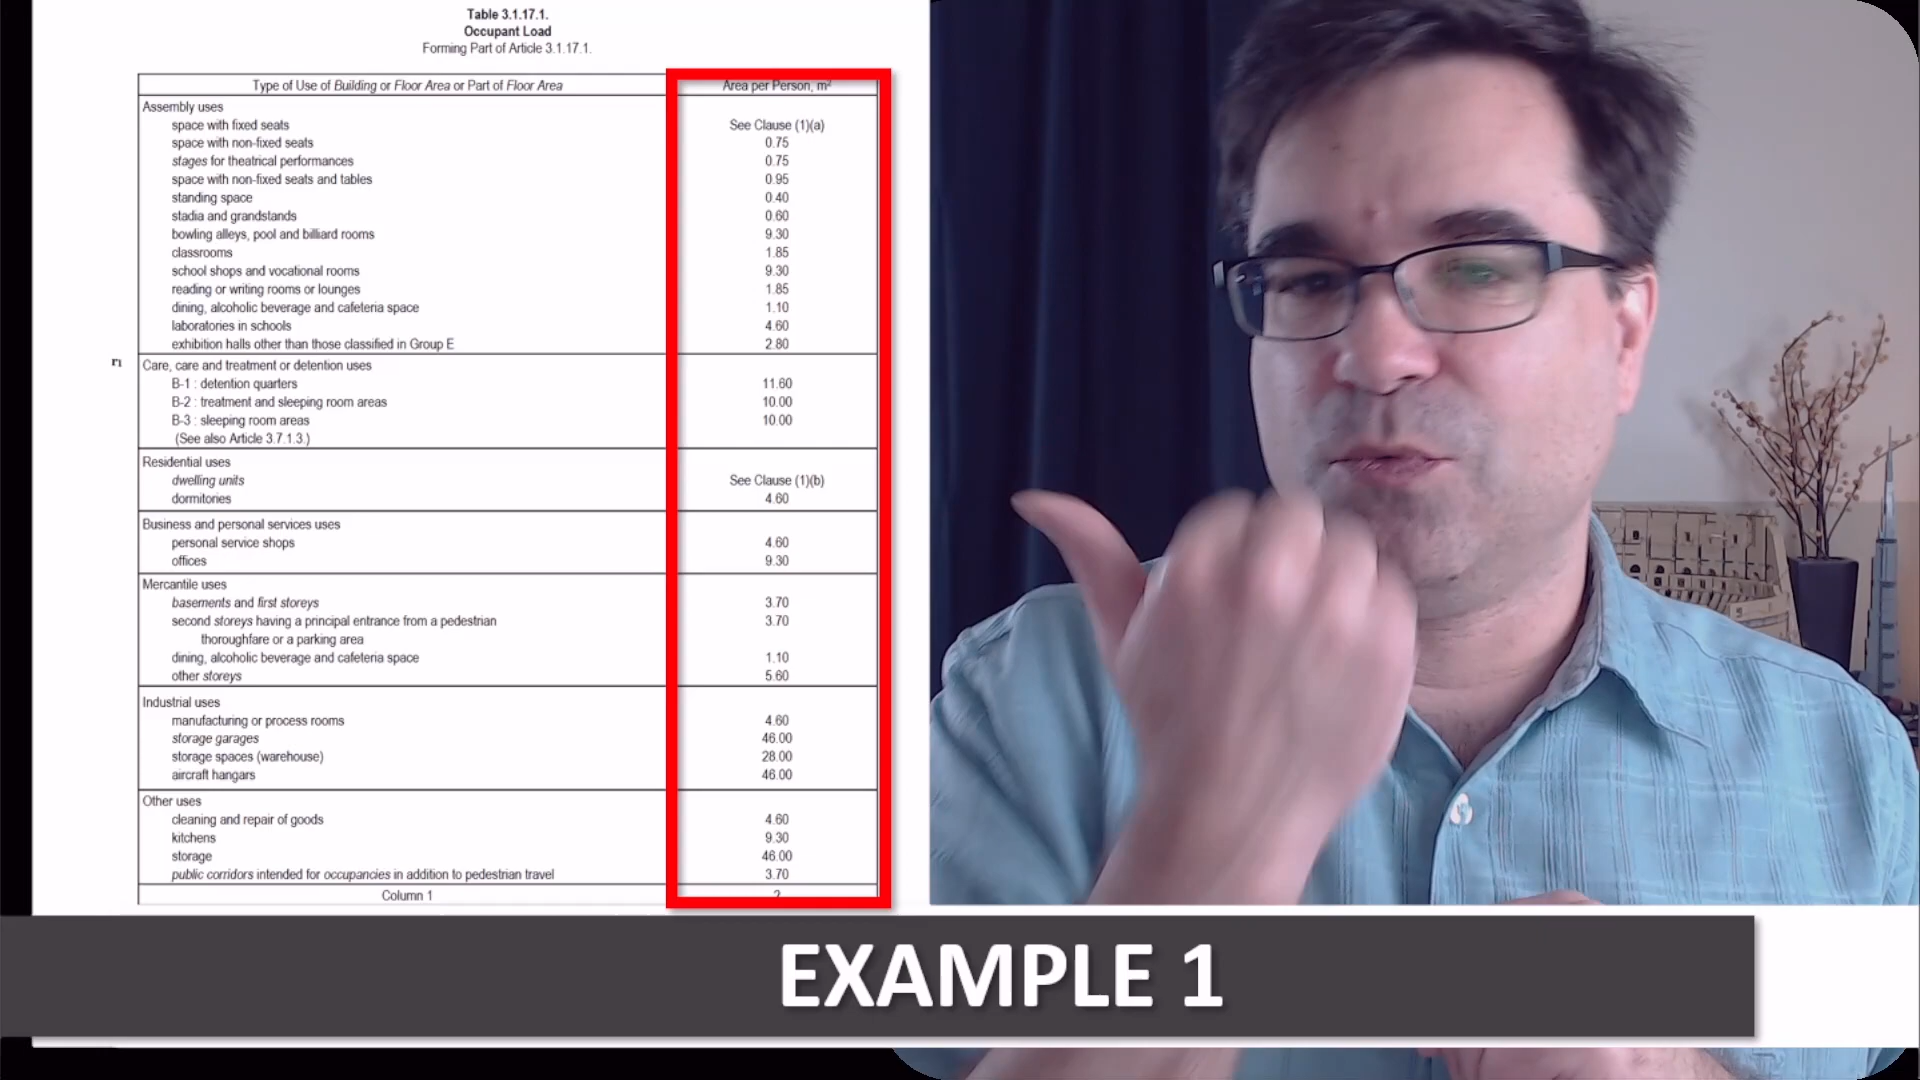 Table 3.1.17.1.
Occupant Load
Forming Part of Article 3.1.17.1.
Type of Use of Building or Floor Area or Part of Floor Area Area per Person, m²
Assembly uses
space with fixed seats See Clause (1)(a)
space with non-fixed seats 0.75
stages for theatrical performances 0.75
space with non-fixed seats and tables 0.95
standing space 0.40
stadia and grandstands 0.60
bowling alleys, pool and billiard rooms 9.30
classrooms 1.85
school shops and vocational rooms 9.30
reading or writing rooms or lounges 1.85
dining, alcoholic beverage and cafeteria space 1.10
laboratories in schools 4.60
exhibition halls other than those classified in Group E 2.80
r1 Care, care and treatment or detention uses
B-1 : detention quarters 11.60
B-2 : treatment and sleeping room areas 10.00
B-3 : sleeping room areas 10.00
(See also Article 3.7.1.3.)
Residential uses
dwelling units See Clause (1)(b)
dormitories 4.60
Business and personal services uses
personal service shops 4.60
offices 9.30
Mercantile uses
basements and first storeys 3.70
second storeys having a principal entrance from a pedestrian 3.70
thoroughfare or a parking area
dining, alcoholic beverage and cafeteria space 1.10
other storeys 5.60
Industrial uses
manufacturing or process rooms 4.60
storage garages 46.00
storage spaces (warehouse) 28.00
aircraft hangars 46.00
Other uses
cleaning and repair of goods 4.60
kitchens 9.30
storage 46.00
public corridors intended for occupancies in addition to pedestrian travel 3.70
Column 1 2
EXAMPLE 1